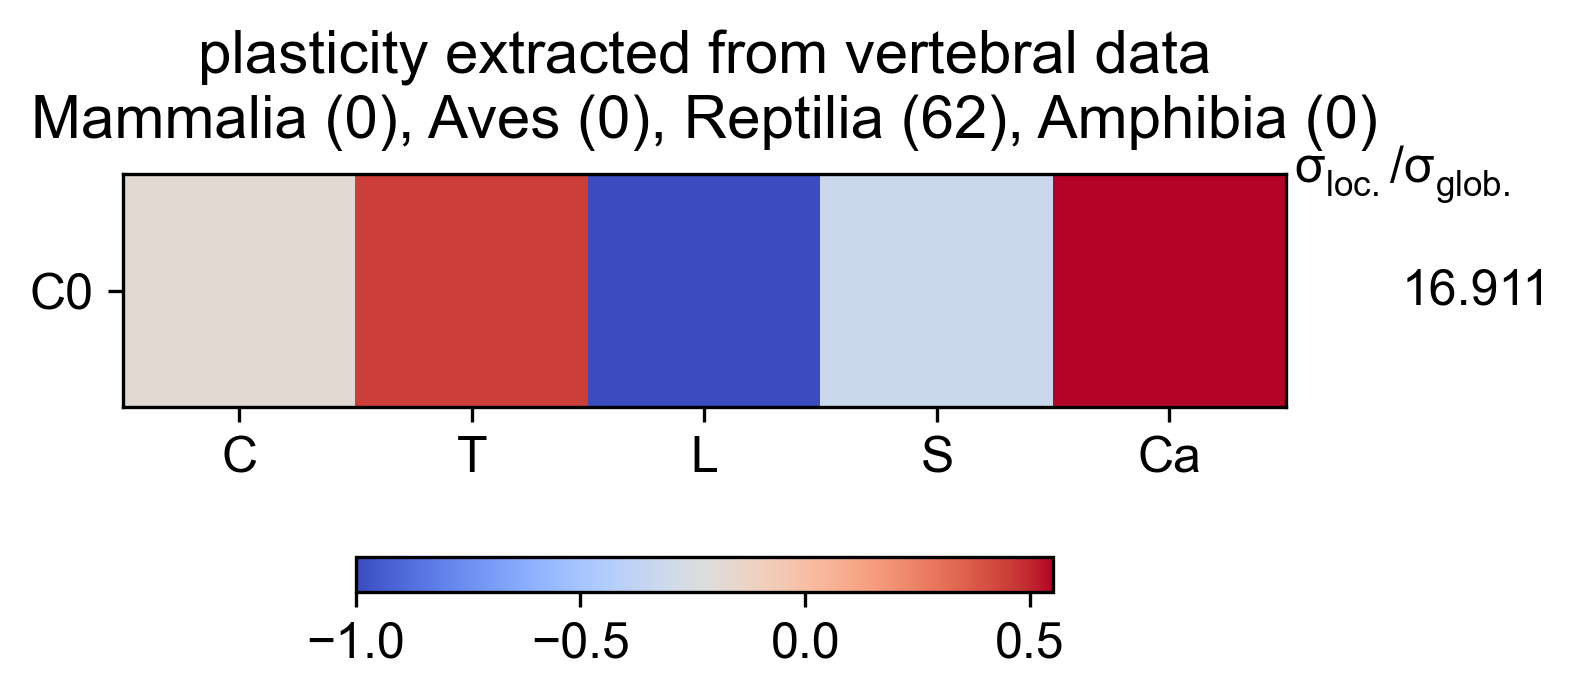 plasticity extracted from vertebral data
Mammalia (0), Aves (0), Reptilia (62), Amphibia (0)
σloc. /σglob.
C0
16.911
C T L S Ca
−1.0 −0.5 0.0 0.5